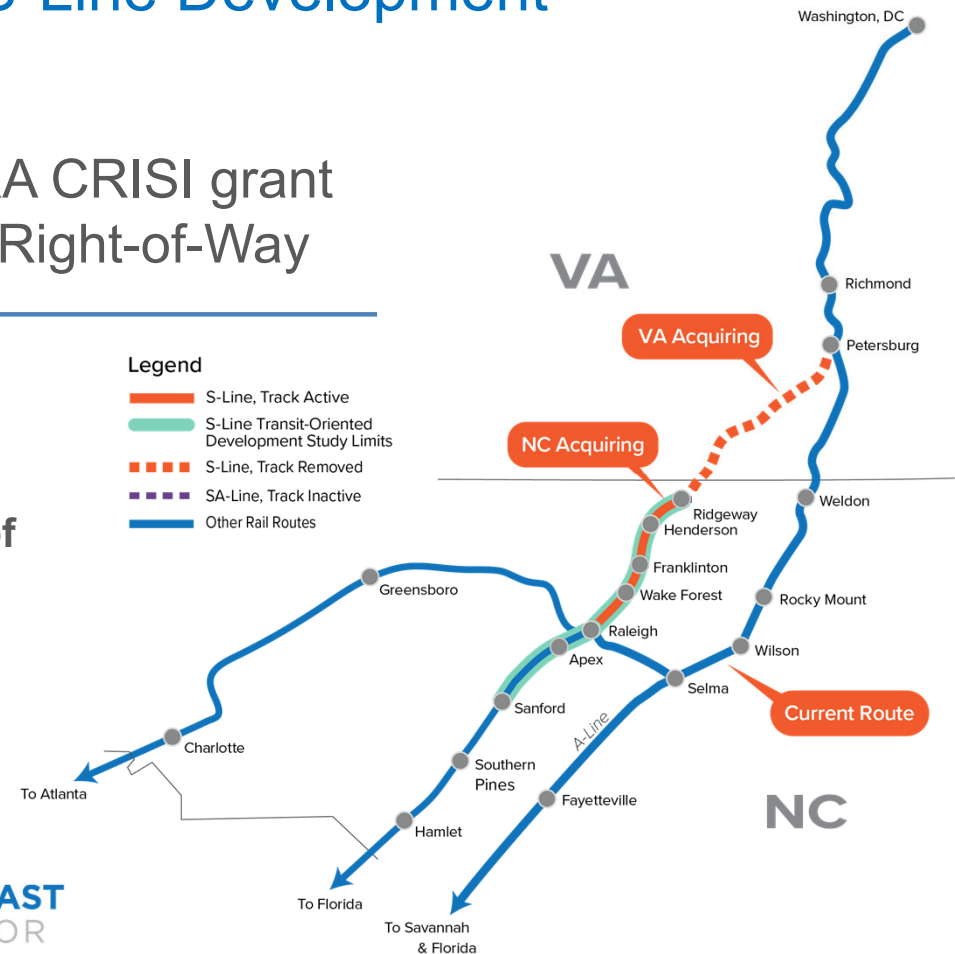 S-Line Development
CRISI grant
Right-of-Way
Legend
S-Line, Track Active
S-Line Transit-Oriented
Development Study Limits
S-Line, Track Removed
SA-Line, Track Inactive
Other Rail Routes
of
Washington, DC
VA
Richmond
VA Acquiring
Petersburg
NC Acquiring
Weldon
Ridgeway
Henderson
Franklinton
Greensboro
Wake Forest
Rocky Mount
Raleigh
Wilson
Apex
Selma
Sanford
Current Route
A-Line
Charlotte
Southern
Pines
To Atlanta
Fayetteville
NC
Hamlet
AST
OR
To Florida
To Savannah
& Florida